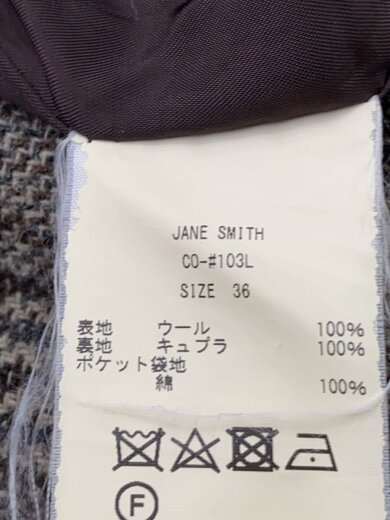 JANE SMITH
CO-#103L
SIZE 36
表地 ウール 100%
裏地 キュプラ 100%
ポケット袋地
綿 100%
F